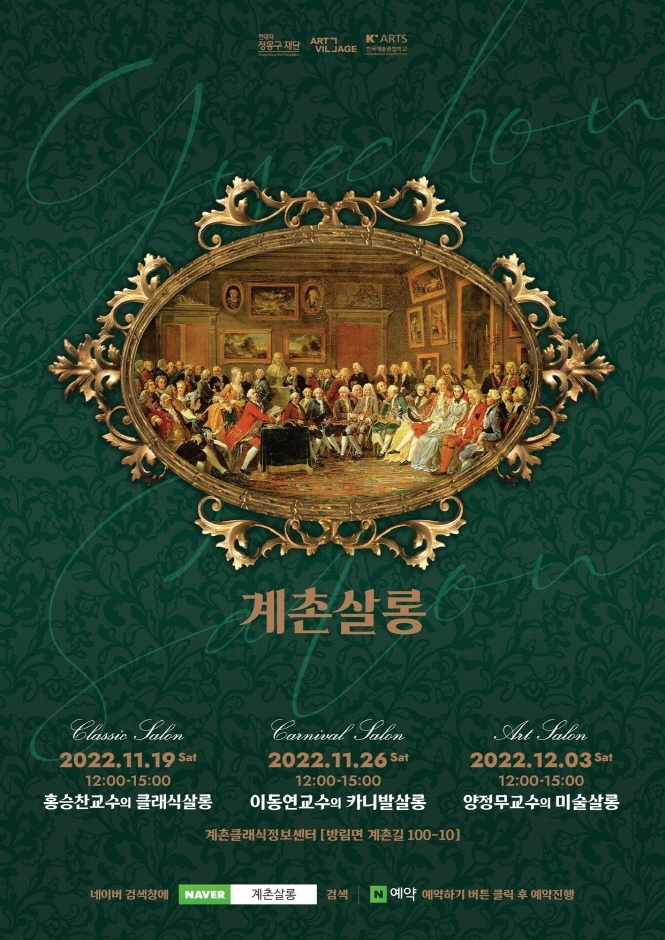 현대차
정몽구 재단
ART
VILLAGE
K ARTS
한국예술종합학교
Gyechon
Salon
계촌살롱
Classic Salon
2022.11.19 Sat
12:00-15:00
홍승찬교수의 클래식살롱
Carnival Salon
2022.11.26 Sat
12:00-15:00
이동연교수의 카니발살롱
Art Salon
2022.12.03 Sat
12:00-15:00
양정무교수의 미술살롱
계촌클래식정보센터 [방림면 계촌길 100-10]
네이버 검색창에 NAVER 계촌살롱 검색 N 예약 예약하기 버튼 클릭 후 예약진행